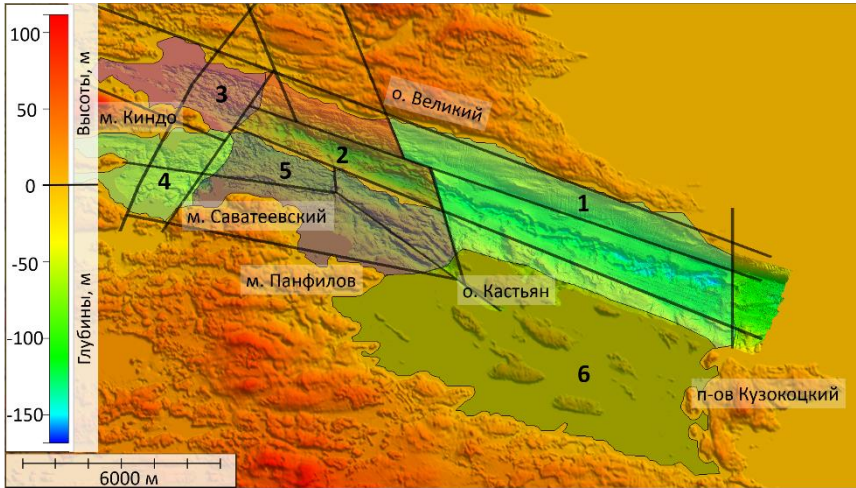 100
50
0
-50
-100
-150
Высоты, м
Глубины, м
о. Великий
3
м. Киндо
2
5
4
1
м. Саватеевский
м. Панфилов
о. Кастьян
6
п-ов Кузокоцкий
6000 м